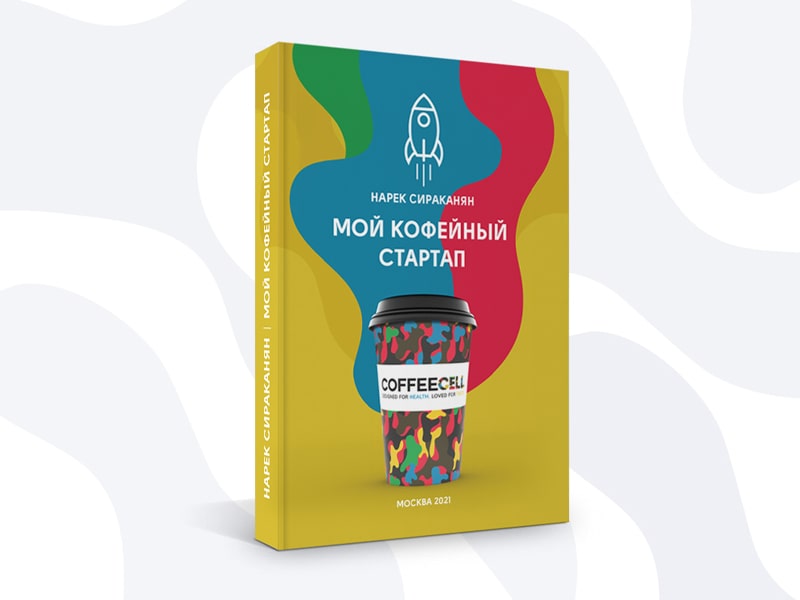 НАРЕК СИРАКАНЯН | МОЙ КОФЕЙНЫЙ СТАРТАП
НАРЕК СИРАКАНЯН
МОЙ КОФЕЙНЫЙ
СТАРТАП
COFFEECELL
DESIGNED FOR HEALTH. LOVED FOR
МОСКВА 2021